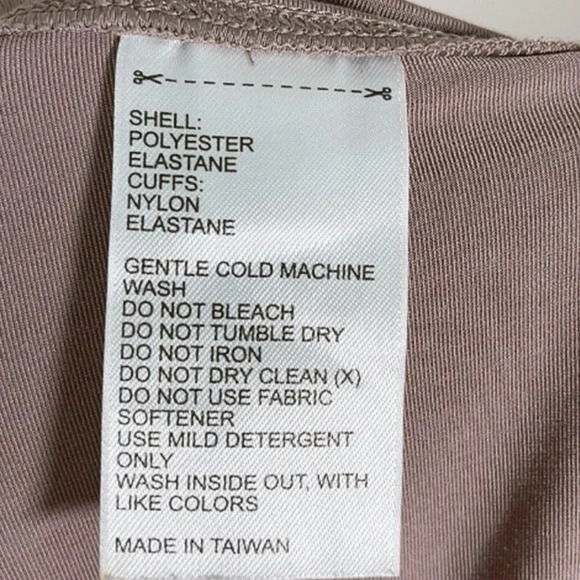 SHELL:
POLYESTER
ELASTANE
CUFFS:
NYLON
ELASTANE
GENTLE COLD MACHINE
WASH
DO NOT BLEACH
DO NOT TUMBLE DRY
DO NOT IRON
DO NOT DRY CLEAN (X)
DO NOT USE FABRIC
SOFTENER
USE MILD DETERGENT
ONLY
WASH INSIDE OUT, WITH
LIKE COLORS
MADE IN TAIWAN